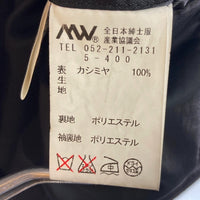 MW® 全日本紳士服
産業協議会
TEL 052-211-2131
5-400
表生地 カシミヤ 100%
裏地 ポリエステル
袖裏地 ポリエステル